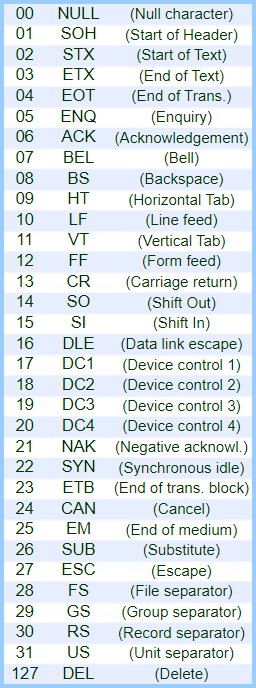 00 NULL (Null character)
01 SOH (Start of Header)
02 STX (Start of Text)
03 ETX (End of Text)
04 EOT (End of Trans.)
05 ENQ (Enquiry)
06 ACK (Acknowledgement)
07 BEL (Bell)
08 BS (Backspace)
09 HT (Horizontal Tab)
10 LF (Line feed)
11 VT (Vertical Tab)
12 FF (Form feed)
13 CR (Carriage return)
14 SO (Shift Out)
15 SI (Shift In)
16 DLE (Data link escape)
17 DC1 (Device control 1)
18 DC2 (Device control 2)
19 DC3 (Device control 3)
20 DC4 (Device control 4)
21 NAK (Negative acknowl.)
22 SYN (Synchronous idle)
23 ETB (End of trans. block)
24 CAN (Cancel)
25 EM (End of medium)
26 SUB (Substitute)
27 ESC (Escape)
28 FS (File separator)
29 GS (Group separator)
30 RS (Record separator)
31 US (Unit separator)
127 DEL (Delete)